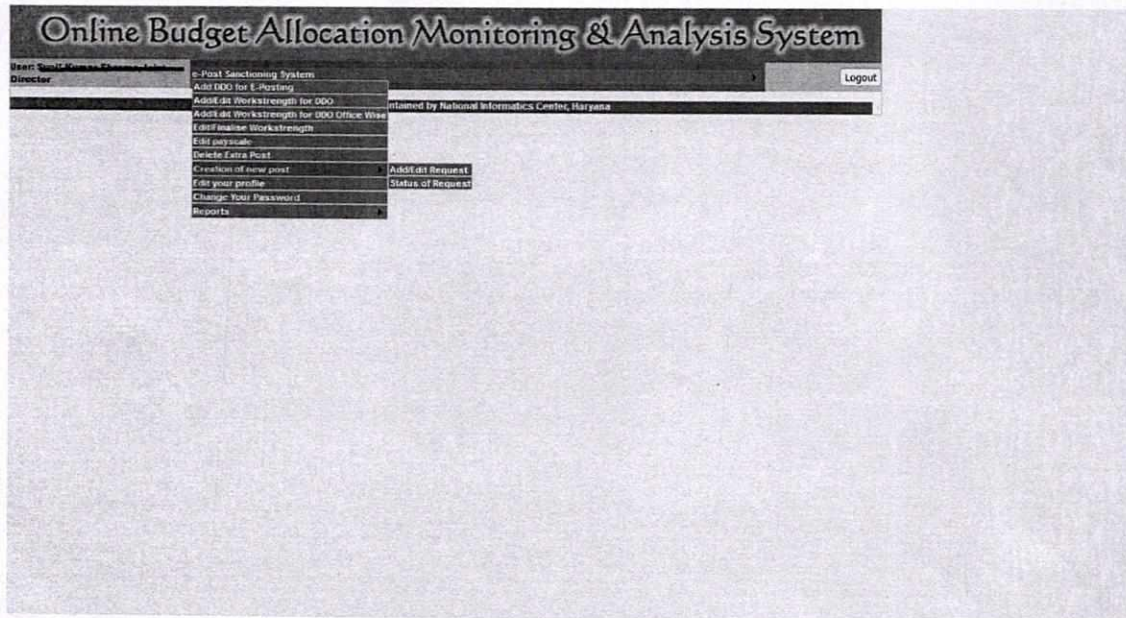 Online Budget Allocation Monitoring & Analysis System
User:
Director
Logout
e-Post Sanctioning System
Add DDO for E-Posting
Add/Edit Workstrength for DDO
ntained by National Informatics Center, Haryana
Add/Edit Workstrength for DDO Office Wise
Edit/Finalise Workstrength
Edit payscale
Delete Extra Post
Creation of new post
Add/Edit Request
Edit your profile
Status of Request
Change Your Password
Reports